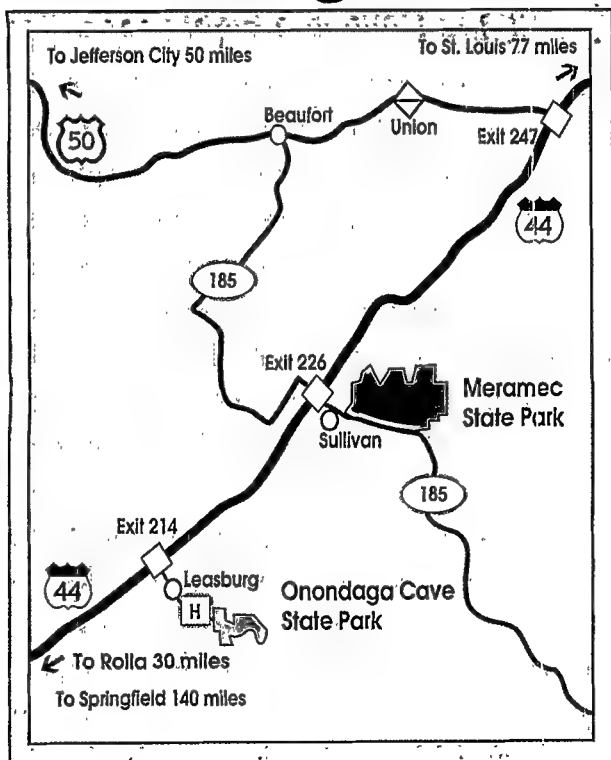 To Jefferson City 50 miles
To St. Louis 77 miles
50
Beaufort
Union
Exit 247
44
185
Exit 226
Meramec
State Park
Sullivan
185
Exit 214
44
Leasburg
H
Onondaga Cave
State Park
To Rolla 30 miles
To Springfield 140 miles